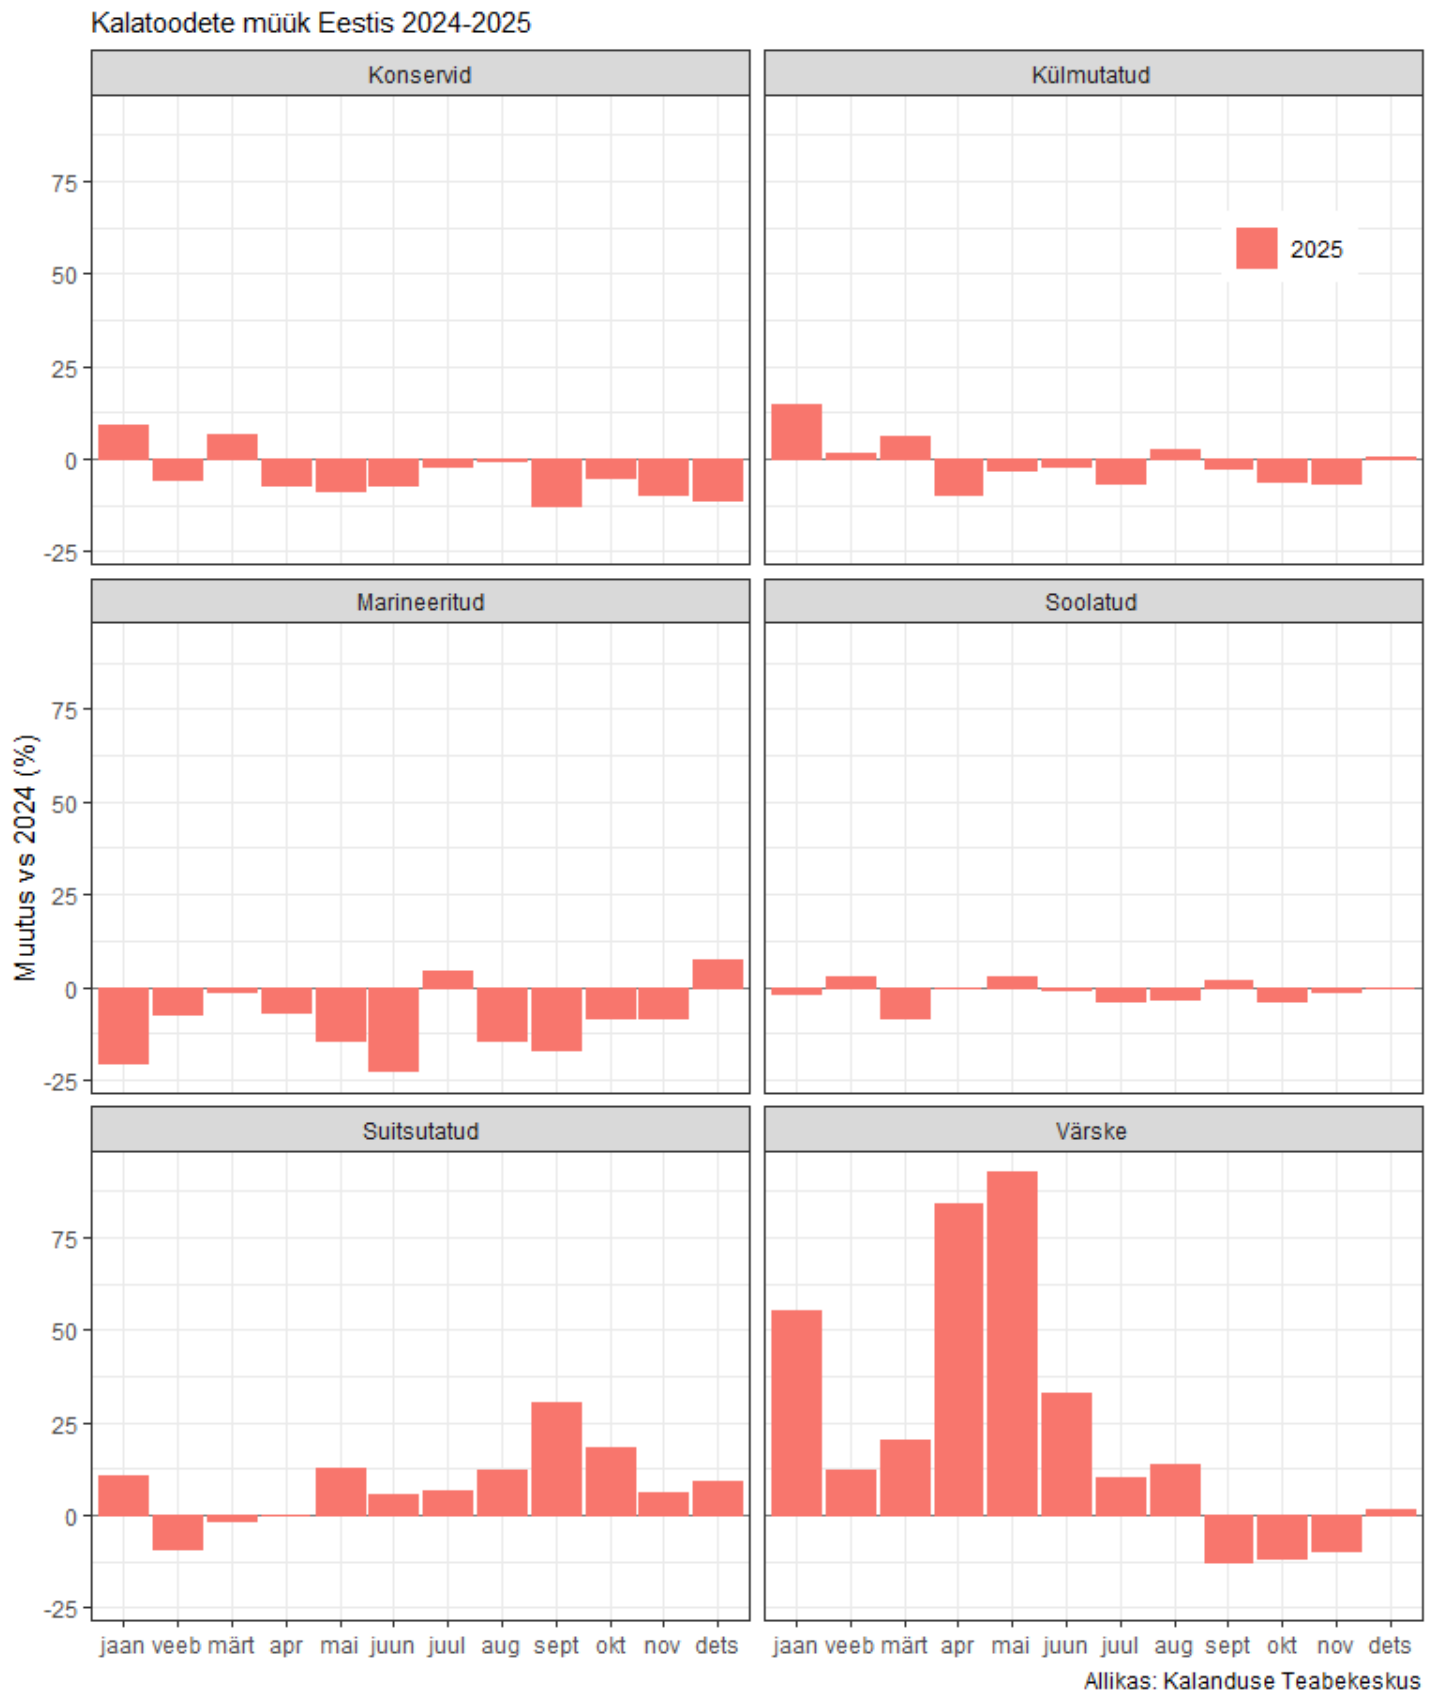 Kalatoodete müük Eestis 2024-2025
Konservid
Külmutatud
75
50
25
0
-25
2025
Marineeritud
Soolatud
Muutus vs 2024 (%)
75
50
25
0
-25
Suitsutatud
Värske
75
50
25
0
-25
jaan veeb märt apr mai juun juul aug sept okt nov dets
jaan veeb märt apr mai juun juul aug sept okt nov dets
Allikas: Kalanduse Teabekeskus